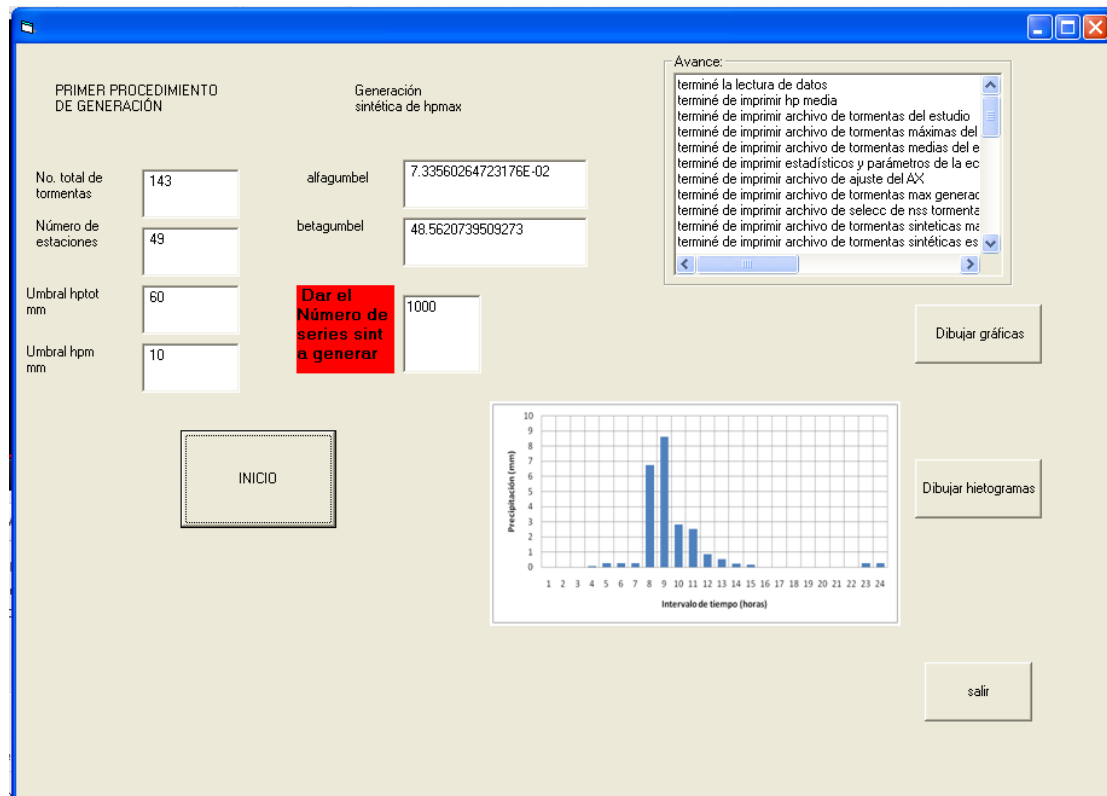 PRIMER PROCEDIMIENTO
DE GENERACIÓN
Generación
sintética de hpmax
Avance:
terminé la lectura de datos
terminé de imprimir hp media
terminé de imprimir archivo de tormentas del estudio
terminé de imprimir archivo de tormentas máximas del
terminé de imprimir archivo de tormentas medias del e
terminé de imprimir estadísticos y parámetros de la ec
terminé de imprimir archivo de ajuste del AX
terminé de imprimir archivo de tormentas max generac
terminé de imprimir archivo de selecc de nss tormenta
terminé de imprimir archivo de tormentas sinteticas ma
terminé de imprimir archivo de tormentas sintéticas es
No. total de
tormentas
143
alfagumbel
7.33560264723176E-02
Número de
estaciones
49
betagumbel
48.5620739509273
Umbral hptot
mm
60
Dar el
Número de
series sint
a generar
1000
Umbral hpm
mm
10
Dibujar gráficas
INICIO
Precipitación (mm)
10
9
8
7
6
5
4
3
2
1
0
1 2 3 4 5 6 7 8 9 10 11 12 13 14 15 16 17 18 19 20 21 22 23 24
Intervalo de tiempo (horas)
Dibujar hietogramas
salir